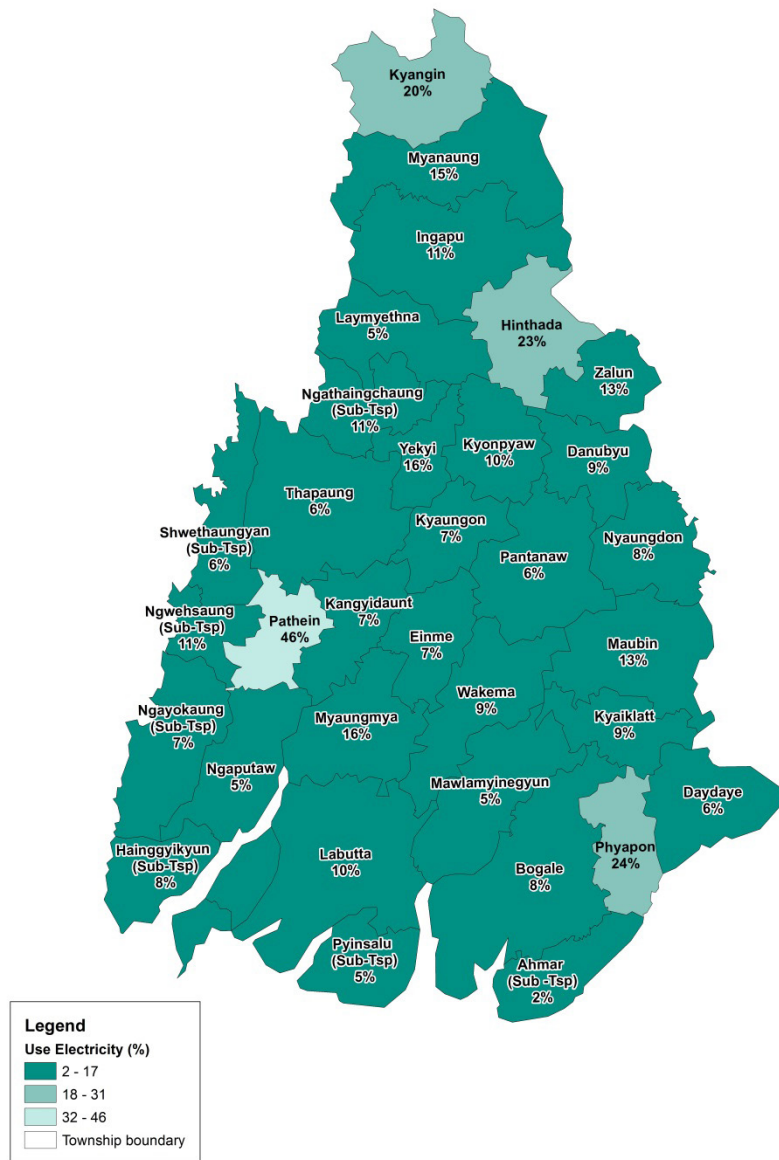 Kyangin
20%
Myanaung
15%
Ingapu
11%
Laymyethna
5%
Hinthada
23%
Zalun
13%
Ngathaingchaung
(Sub-Tsp)
11%
Yekyi
16%
Kyonpyaw
10%
Danubyu
9%
Thapaung
6%
Kyaungon
7%
Nyaungdon
8%
Shwethaungyan
(Sub-Tsp)
6%
Pantanaw
6%
Ngwehsaung
(Sub-Tsp)
11%
Pathein
46%
Kangyidaunt
7%
Einme
7%
Maubin
13%
Ngayokaung
(Sub-Tsp)
7%
Myaungmya
16%
Wakema
9%
Kyaiklatt
9%
Ngaputaw
5%
Mawlamyinegyun
5%
Daydaye
6%
Hainggyikyun
(Sub-Tsp)
8%
Labutta
10%
Bogale
8%
Phyapon
24%
Pyinsalu
(Sub-Tsp)
5%
Ahmar
(Sub -Tsp)
2%
Legend
Use Electricity (%)
2 - 17
18 - 31
32 - 46
Township boundary